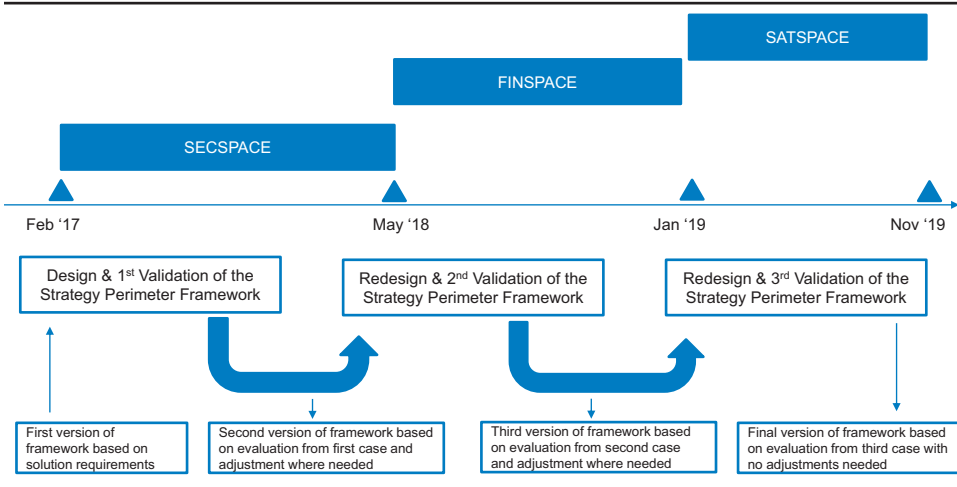 SATSPACE
FINSPACE
SECSPACE
Feb ‘17
May ‘18
Jan ‘19
Nov ‘19
Design & 1st Validation of the
Strategy Perimeter Framework
Redesign & 2nd Validation of the
Strategy Perimeter Framework
Redesign & 3rd Validation of the
Strategy Perimeter Framework
First version of
framework based on
solution requirements
Second version of framework based
on evaluation from first case and
adjustment where needed
Third version of framework based
on evaluation from second case
and adjustment where needed
Final version of framework based
on evaluation from third case with
no adjustments needed